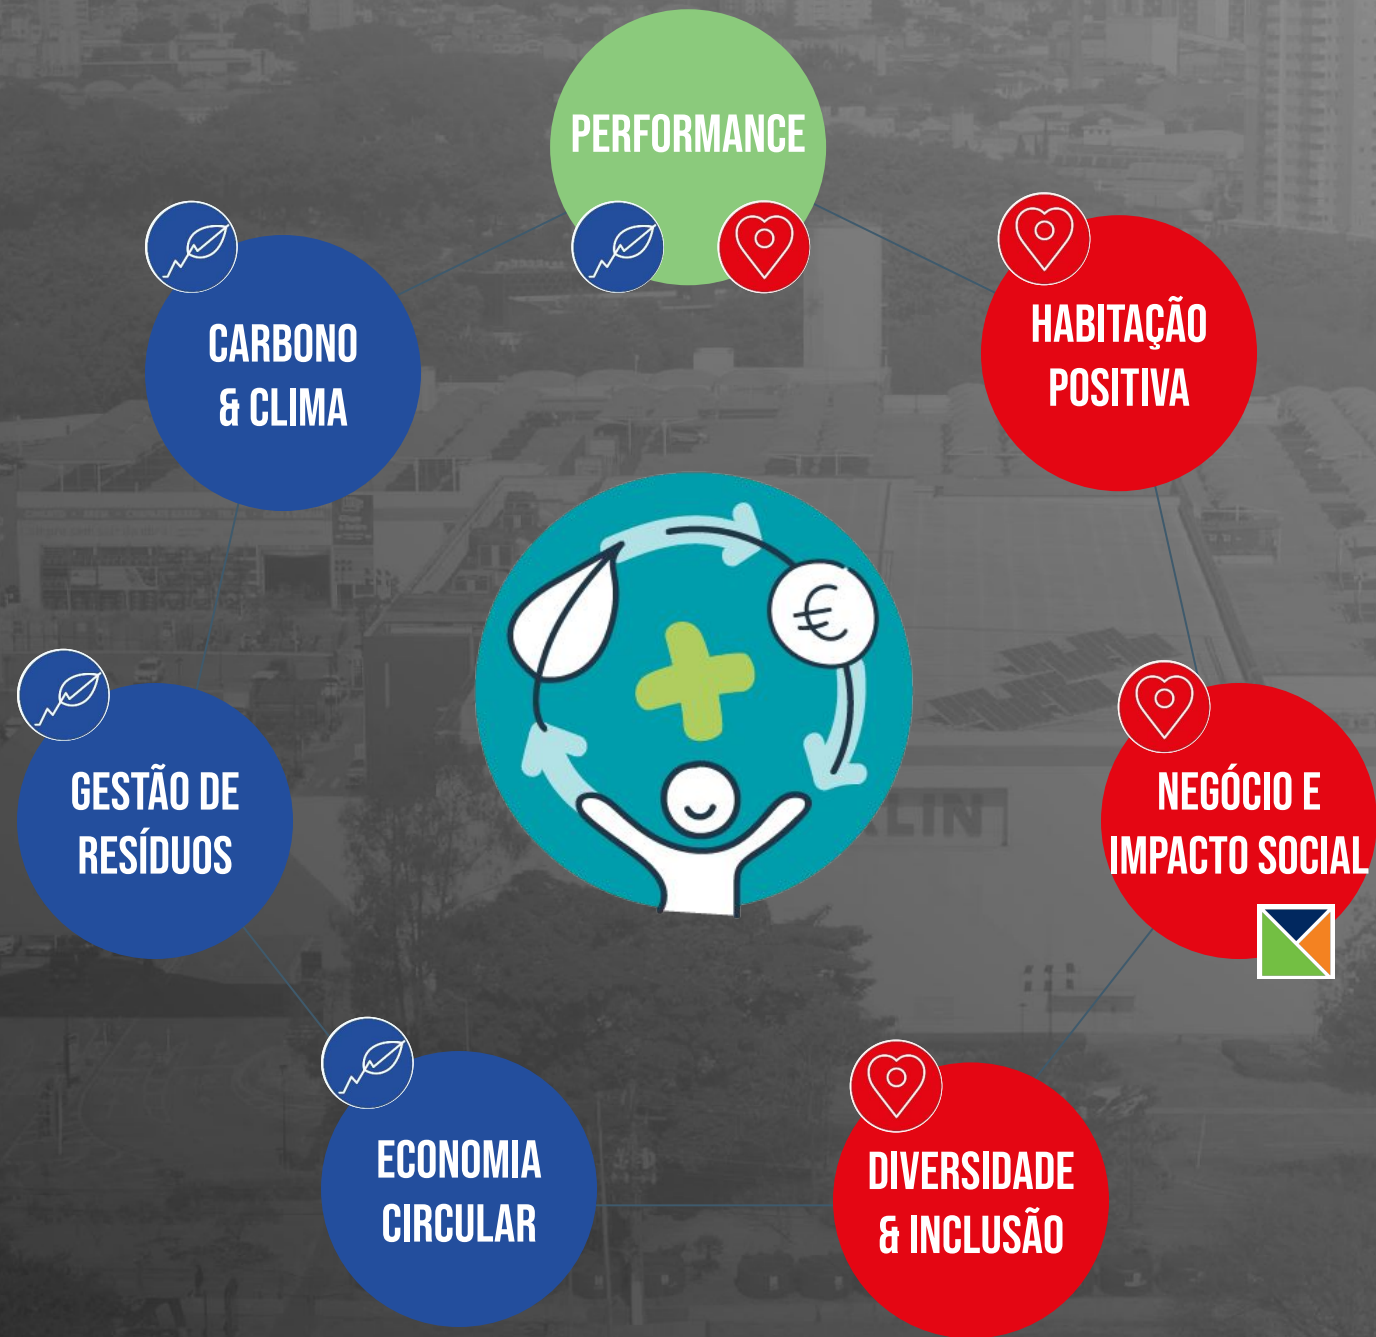 PERFORMANCE
CARBONO
& CLIMA
HABITAÇÃO
POSITIVA
€
GESTÃO DE
RESÍDUOS
NEGÓCIO E
IMPACTO SOCIAL
ECONOMIA
CIRCULAR
DIVERSIDADE
& INCLUSÃO